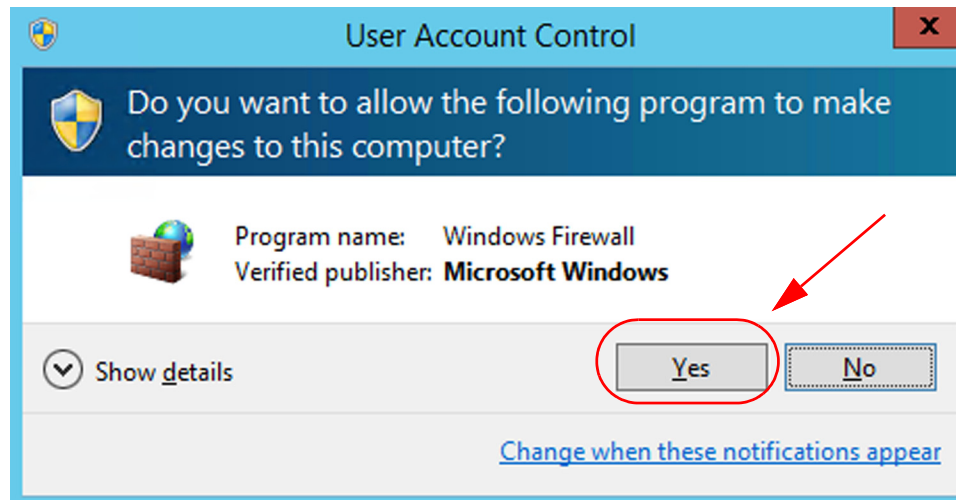 User Account Control
x
Do you want to allow the following program to make
changes to this computer?
Program name: Windows Firewall
Verified publisher: Microsoft Windows
Show details
Yes
No
Change when these notifications appear